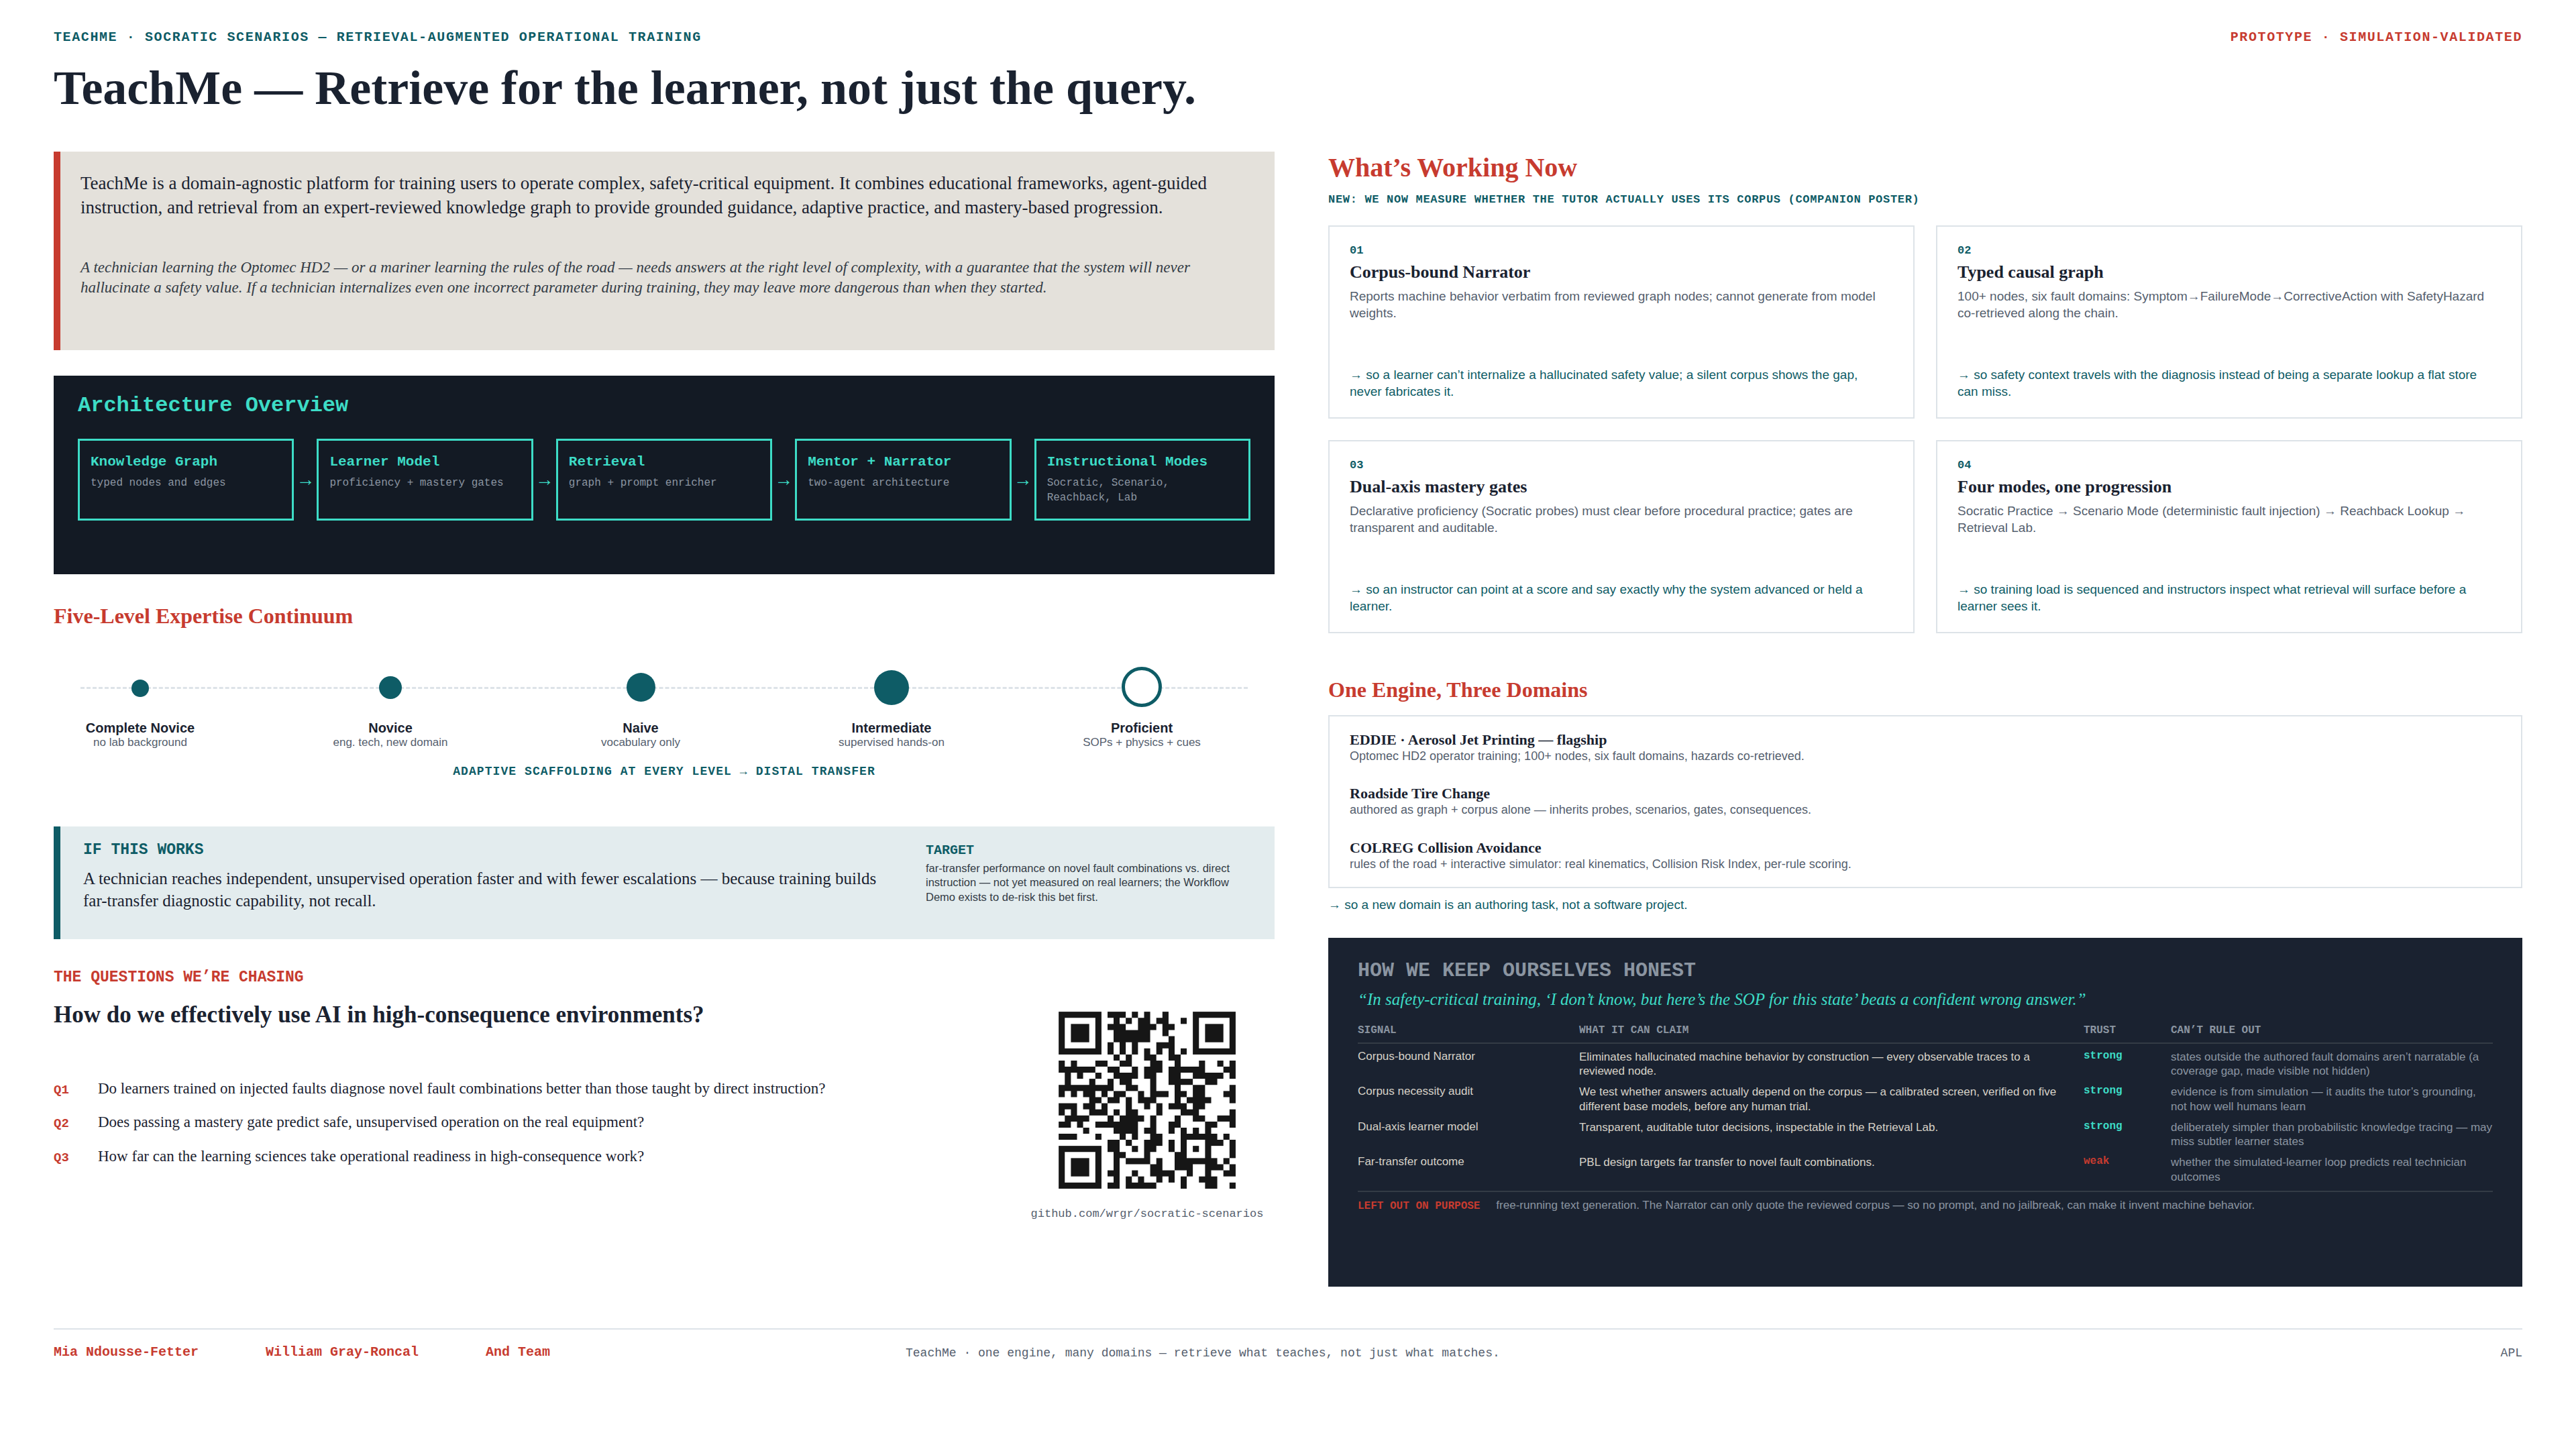 TEACHME · SOCRATIC SCENARIOS — RETRIEVAL-AUGMENTED OPERATIONAL TRAINING
PROTOTYPE · SIMULATION-VALIDATED
TeachMe — Retrieve for the learner, not just the query.
TeachMe is a domain-agnostic platform for training users to operate complex, safety-critical equipment. It combines educational frameworks, agent-guided
instruction, and retrieval from an expert-reviewed knowledge graph to provide grounded guidance, adaptive practice, and mastery-based progression.
A technician learning the Optomec HD2 — or a mariner learning the rules of the road — needs answers at the right level of complexity, with a guarantee that the system will never
hallucinate a safety value. If a technician internalizes even one incorrect parameter during training, they may leave more dangerous than when they started.
Architecture Overview
Knowledge Graph
typed nodes and edges
→
Learner Model
proficiency + mastery gates
→
Retrieval
graph + prompt enricher
→
Mentor + Narrator
two-agent architecture
→
Instructional Modes
Socratic, Scenario,
Reachback, Lab
Five-Level Expertise Continuum
Complete Novice
no lab background
Novice
eng. tech, new domain
Naive
vocabulary only
Intermediate
supervised hands-on
Proficient
SOPs + physics + cues
ADAPTIVE SCAFFOLDING AT EVERY LEVEL → DISTAL TRANSFER
IF THIS WORKS
A technician reaches independent, unsupervised operation faster and with fewer escalations — because training builds
far-transfer diagnostic capability, not recall.
TARGET
far-transfer performance on novel fault combinations vs. direct
instruction — not yet measured on real learners; the Workflow
Demo exists to de-risk this bet first.
THE QUESTIONS WE’RE CHASING
How do we effectively use AI in high-consequence environments?
Q1 Do learners trained on injected faults diagnose novel fault combinations better than those taught by direct instruction?
Q2 Does passing a mastery gate predict safe, unsupervised operation on the real equipment?
Q3 How far can the learning sciences take operational readiness in high-consequence work?
github.com/wrgr/socratic-scenarios
What’s Working Now
NEW: WE NOW MEASURE WHETHER THE TUTOR ACTUALLY USES ITS CORPUS (COMPANION POSTER)
01
Corpus-bound Narrator
Reports machine behavior verbatim from reviewed graph nodes; cannot generate from model
weights.
→ so a learner can’t internalize a hallucinated safety value; a silent corpus shows the gap,
never fabricates it.
02
Typed causal graph
100+ nodes, six fault domains: Symptom→FailureMode→CorrectiveAction with SafetyHazard
co-retrieved along the chain.
→ so safety context travels with the diagnosis instead of being a separate lookup a flat store
can miss.
03
Dual-axis mastery gates
Declarative proficiency (Socratic probes) must clear before procedural practice; gates are
transparent and auditable.
→ so an instructor can point at a score and say exactly why the system advanced or held a
learner.
04
Four modes, one progression
Socratic Practice → Scenario Mode (deterministic fault injection) → Reachback Lookup →
Retrieval Lab.
→ so training load is sequenced and instructors inspect what retrieval will surface before a
learner sees it.
One Engine, Three Domains
EDDIE · Aerosol Jet Printing — flagship
Optomec HD2 operator training; 100+ nodes, six fault domains, hazards co-retrieved.
Roadside Tire Change
authored as graph + corpus alone — inherits probes, scenarios, gates, consequences.
COLREG Collision Avoidance
rules of the road + interactive simulator: real kinematics, Collision Risk Index, per-rule scoring.
→ so a new domain is an authoring task, not a software project.
HOW WE KEEP OURSELVES HONEST
“In safety-critical training, ‘I don’t know, but here’s the SOP for this state’ beats a confident wrong answer.”
SIGNAL WHAT IT CAN CLAIM TRUST CAN’T RULE OUT
Corpus-bound Narrator Eliminates hallucinated machine behavior by construction — every observable traces to a strong states outside the authored fault domains aren’t narratable (a
reviewed node. coverage gap, made visible not hidden)
Corpus necessity audit We test whether answers actually depend on the corpus — a calibrated screen, verified on five strong evidence is from simulation — it audits the tutor’s grounding,
different base models, before any human trial. not how well humans learn
Dual-axis learner model Transparent, auditable tutor decisions, inspectable in the Retrieval Lab. strong deliberately simpler than probabilistic knowledge tracing — may
miss subtler learner states
Far-transfer outcome PBL design targets far transfer to novel fault combinations. weak whether the simulated-learner loop predicts real technician
outcomes
LEFT OUT ON PURPOSE free-running text generation. The Narrator can only quote the reviewed corpus — so no prompt, and no jailbreak, can make it invent machine behavior.
Mia Ndousse-Fetter William Gray-Roncal And Team
TeachMe · one engine, many domains — retrieve what teaches, not just what matches.
APL